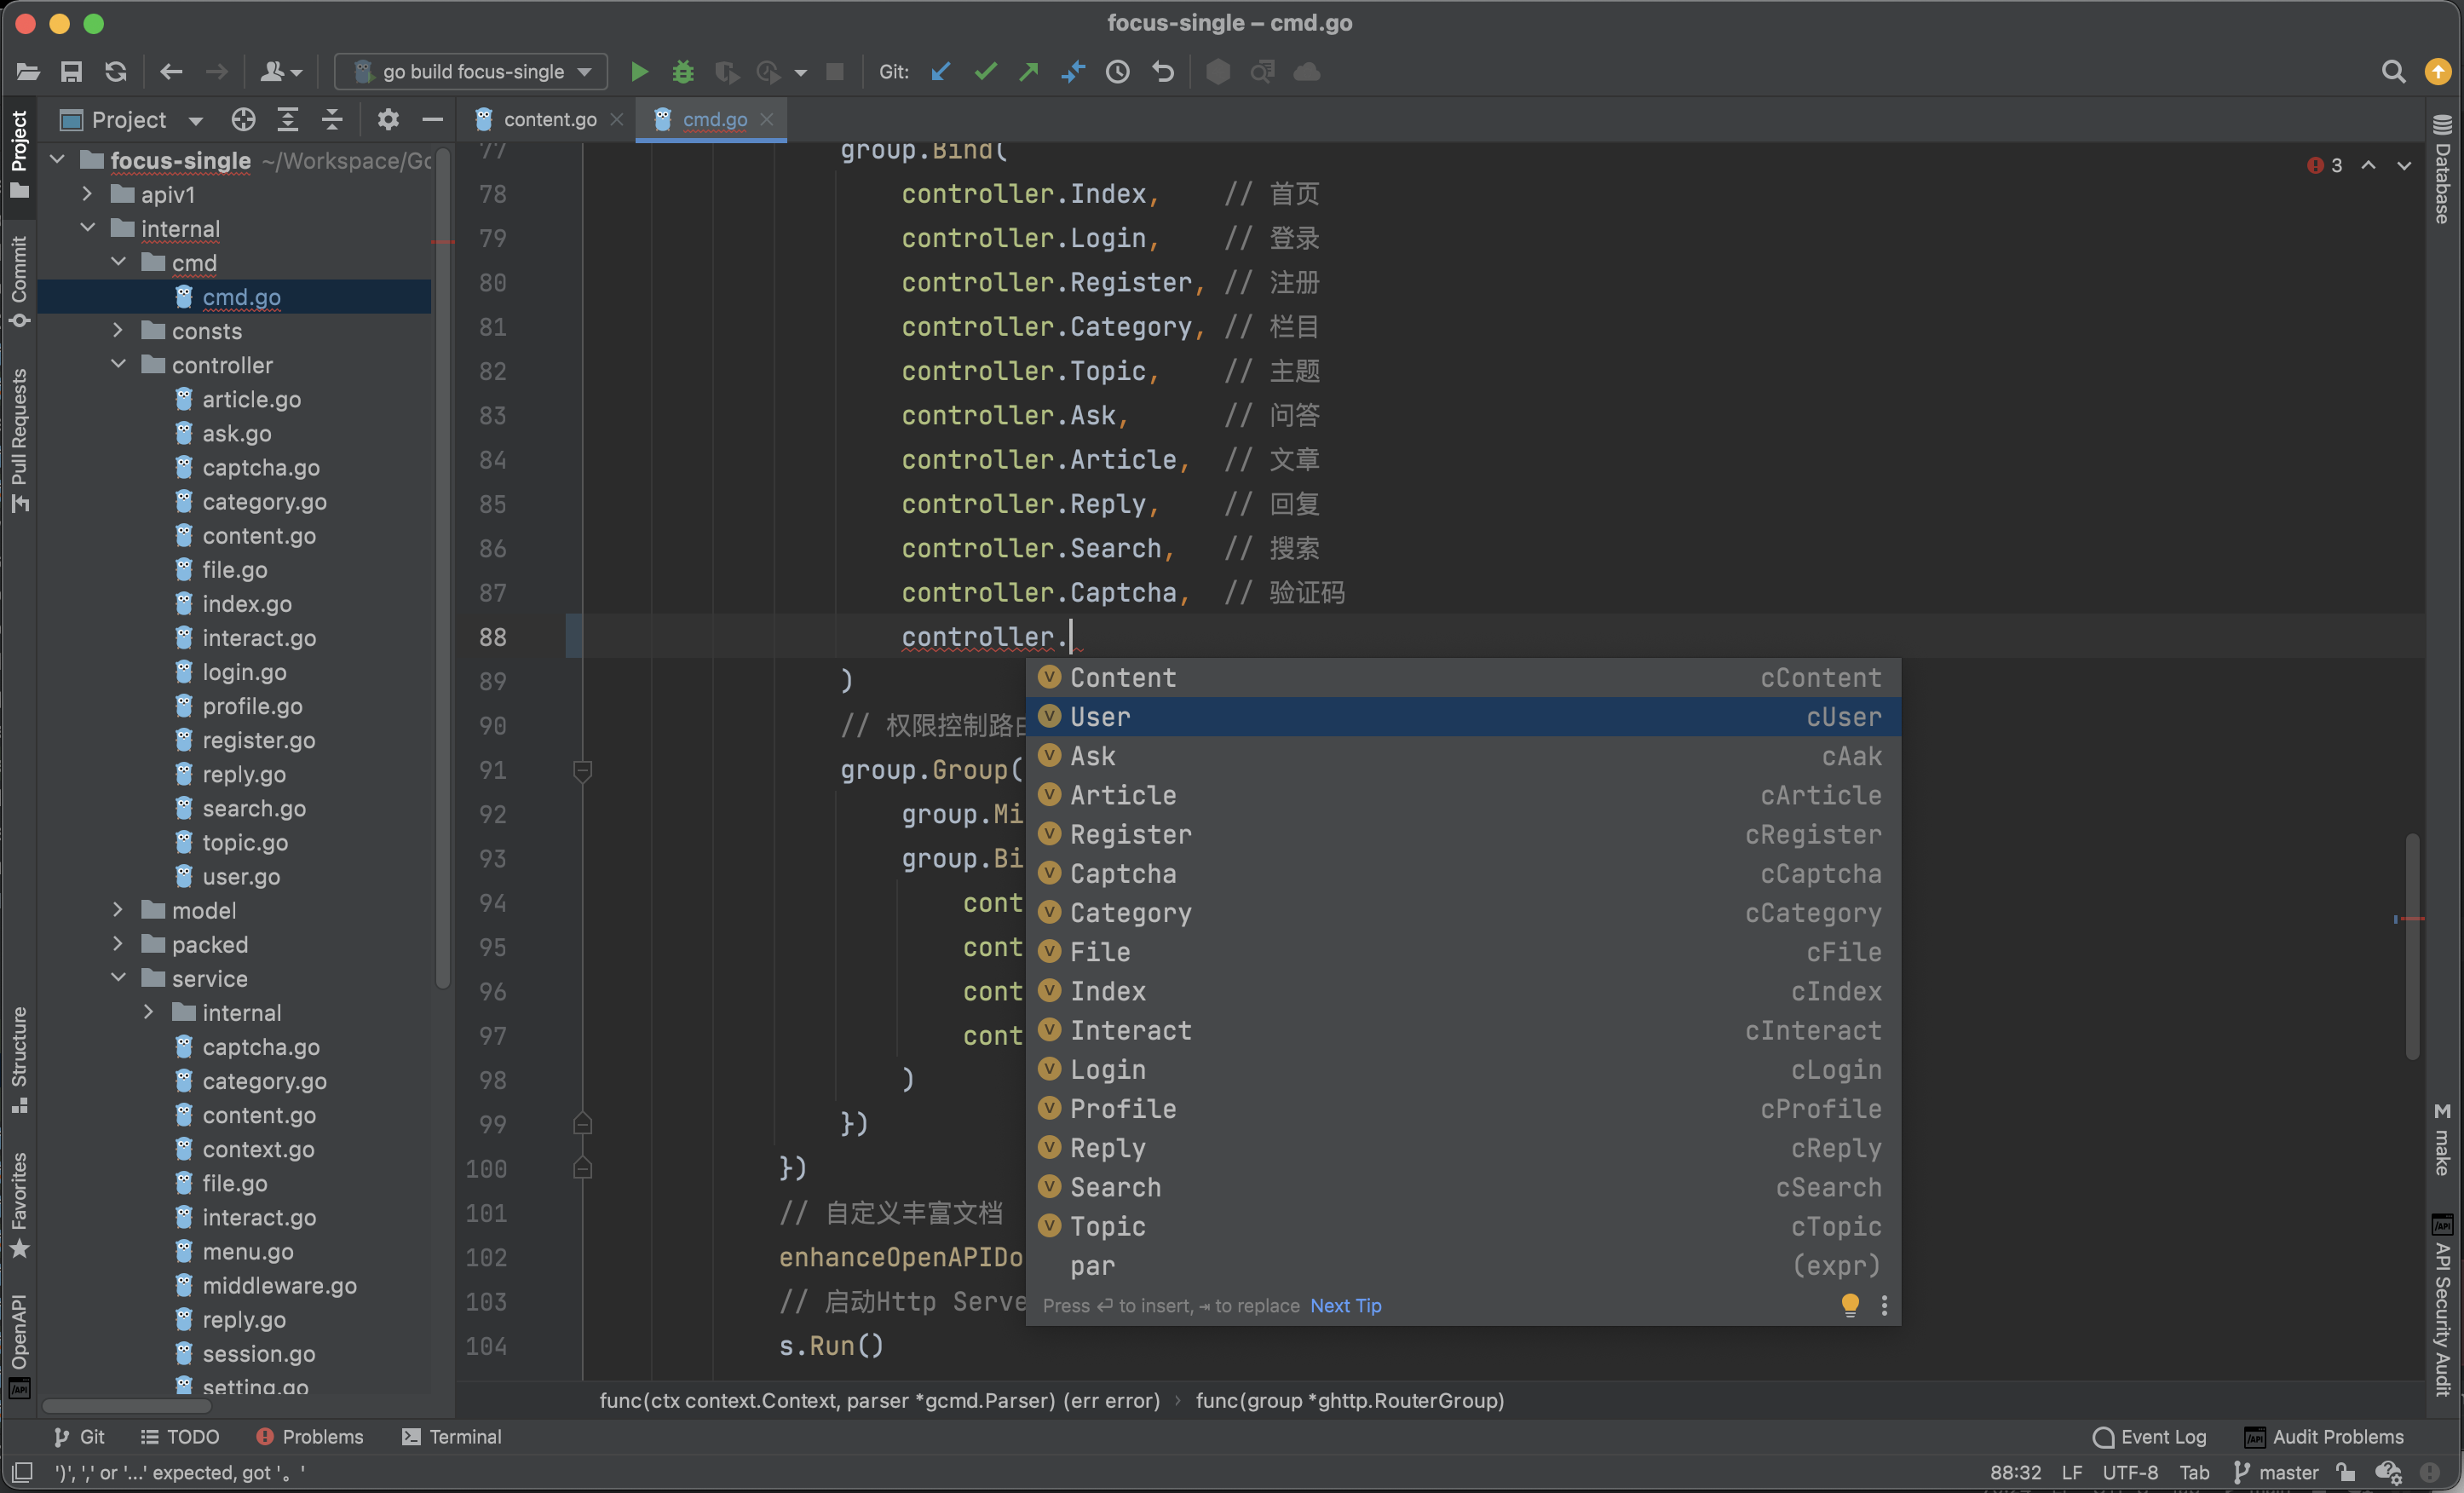 focus-single – cmd.go
go build focus-single
Git:
Project
content.go
cmd.go
Project
Commit
Pull Requests
Structure
Favorites
OpenAPI
focus-single ~/Workspace/Go
apiv1
internal
cmd
cmd.go
consts
controller
article.go
ask.go
captcha.go
category.go
content.go
file.go
index.go
interact.go
login.go
profile.go
register.go
reply.go
search.go
topic.go
user.go
model
packed
service
internal
captcha.go
category.go
content.go
context.go
file.go
interact.go
menu.go
middleware.go
reply.go
session.go
setting.go
3
77 group.Bind(
78 controller.Index, // 首页
79 controller.Login, // 登录
80 controller.Register, // 注册
81 controller.Category, // 栏目
82 controller.Topic, // 主题
83 controller.Ask, // 问答
84 controller.Article, // 文章
85 controller.Reply, // 回复
86 controller.Search, // 搜索
87 controller.Captcha, // 验证码
88 controller.
89 )
90 // 权限控制路由
91 group.Group(
92 group.Mi
93 group.Bi
94 cont
95 cont
96 cont
97 cont
98 )
99 })
100 })
101 // 自定义丰富文档
102 enhanceOpenAPIDo
103 // 启动Http Serve
104 s.Run()
Content cContent
User cUser
Ask cAak
Article cArticle
Register cRegister
Captcha cCaptcha
Category cCategory
File cFile
Index cIndex
Interact cInteract
Login cLogin
Profile cProfile
Reply cReply
Search cSearch
Topic cTopic
par (expr)
Press ↩ to insert, ⇥ to replace Next Tip
Database
make
API Security Audit
func(ctx context.Context, parser *gcmd.Parser) (err error) › func(group *ghttp.RouterGroup)
Git
TODO
Problems
Terminal
Event Log
Audit Problems
')', ',' or '...' expected, got '。'
88:32 LF UTF-8 Tab master